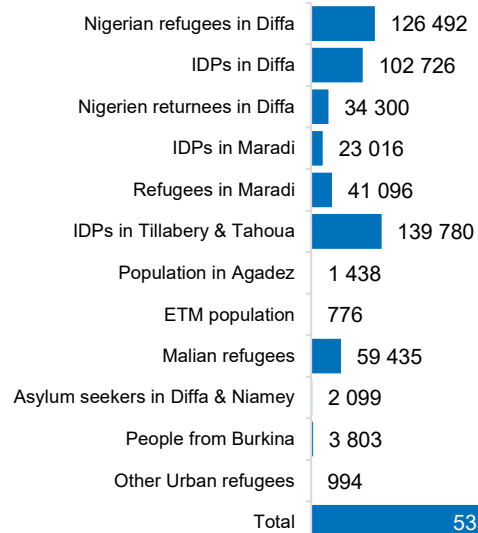 Nigerian refugees in Diffa 126 492
IDPs in Diffa 102 726
Nigerien returnees in Diffa 34 300
IDPs in Maradi 23 016
Refugees in Maradi 41 096
IDPs in Tillabery & Tahoua 139 780
Population in Agadez 1 438
ETM population 776
Malian refugees 59 435
Asylum seekers in Diffa & Niamey 2 099
People from Burkina 3 803
Other Urban refugees 994
Total